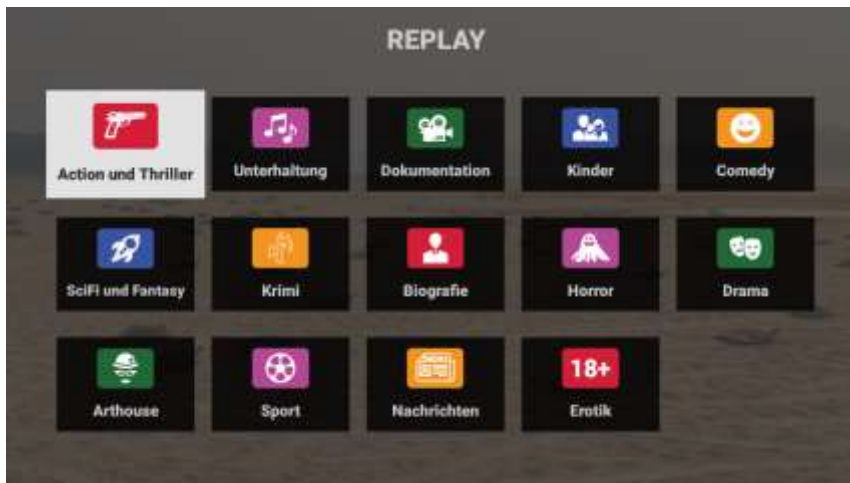 REPLAY
Action und Thriller
Unterhaltung
Dokumentation
Kinder
Comedy
SciFi und Fantasy
Krimi
Biografie
Horror
Drama
NEWS
18+
Arthouse
Sport
Nachrichten
Erotik